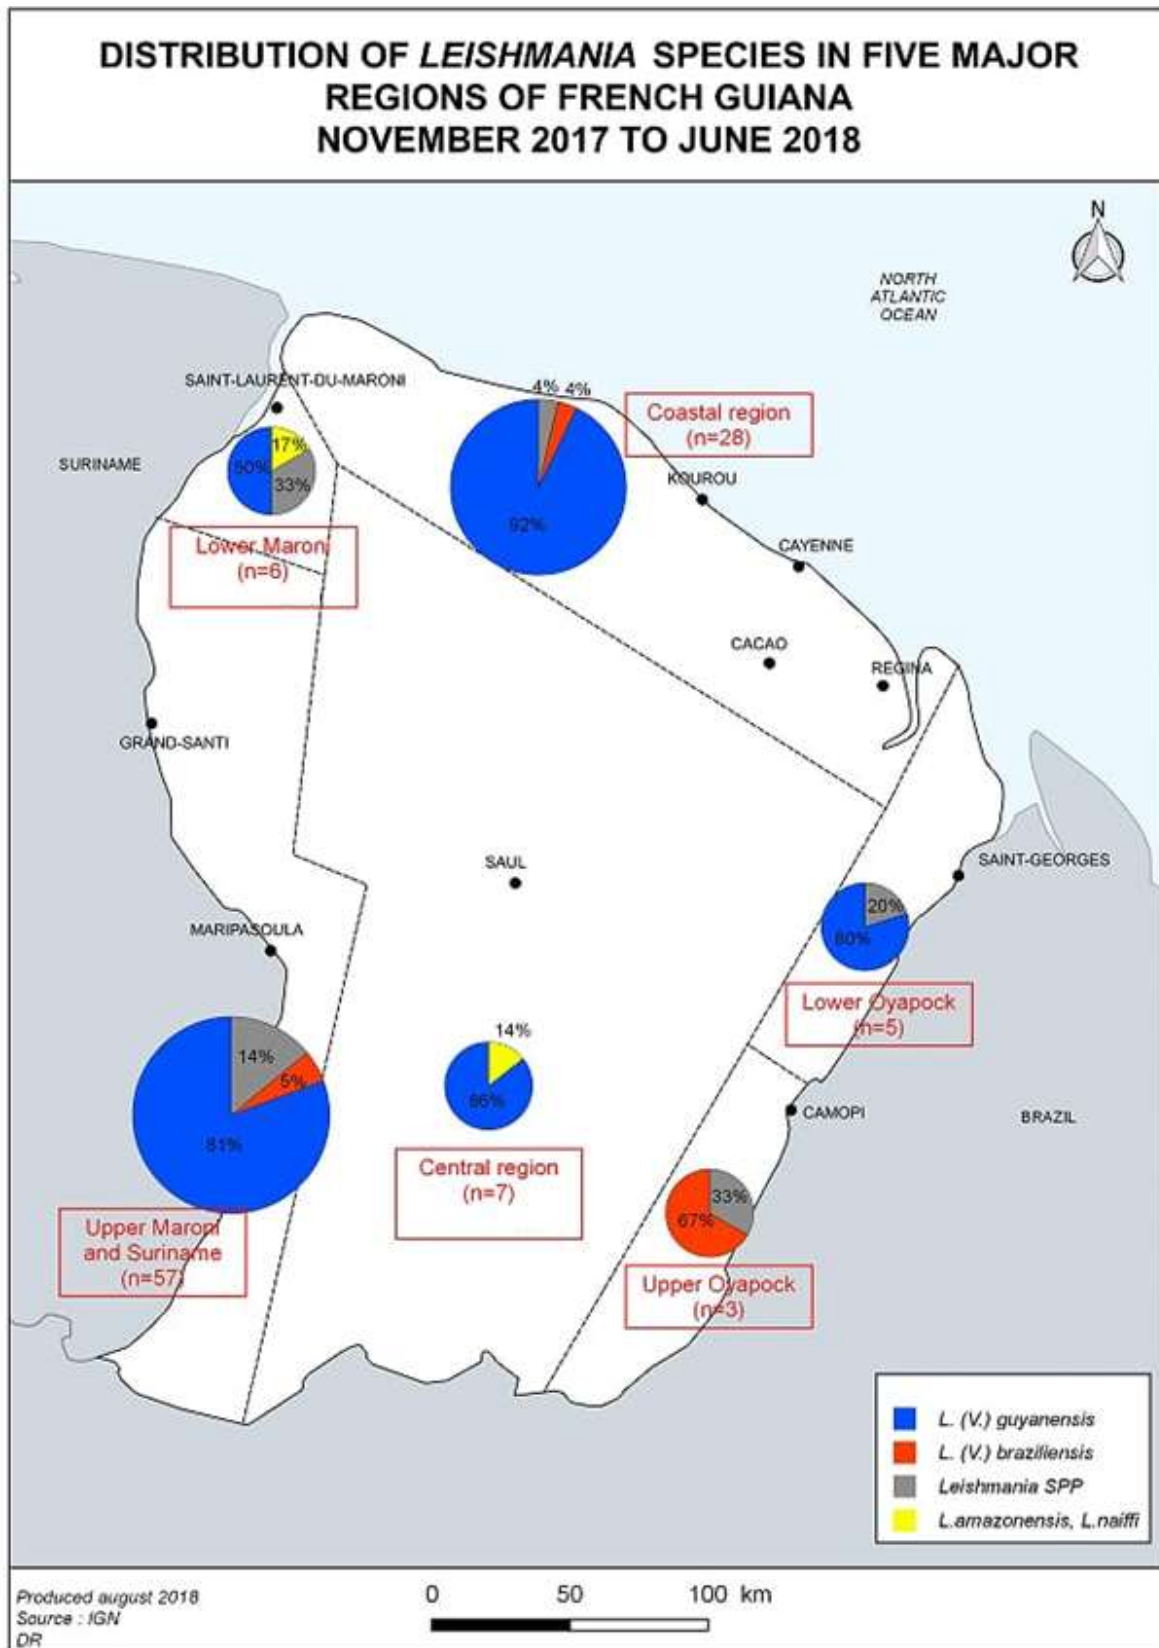 DISTRIBUTION OF LEISHMANIA SPECIES IN FIVE MAJOR
REGIONS OF FRENCH GUIANA
NOVEMBER 2017 TO JUNE 2018
N
NORTH
ATLANTIC
OCEAN
SAINT-LAURENT-DU-MARONI
4%
4%
Coastal region
(n=28)
17%
50%
33%
SURINAME
KOUROU
92%
Lower Maroni
(n=6)
CAYENNE
CACAO
REGINA
GRAND-SANTI
SAUL
SAINT-GEORGES
20%
80%
MARIPASOULA
Lower Oyapock
(n=5)
14%
5%
81%
14%
86%
CAMOPI
BRAZIL
Central region
(n=7)
33%
67%
Upper Maroni
and Suriname
(n=57)
Upper Oyapock
(n=3)
L. (V.) guyanensis
L. (V.) braziliensis
Leishmania SPP
L.amazonensis, L.naiffi
Produced august 2018
Source : IGN
DR
0 50 100 km